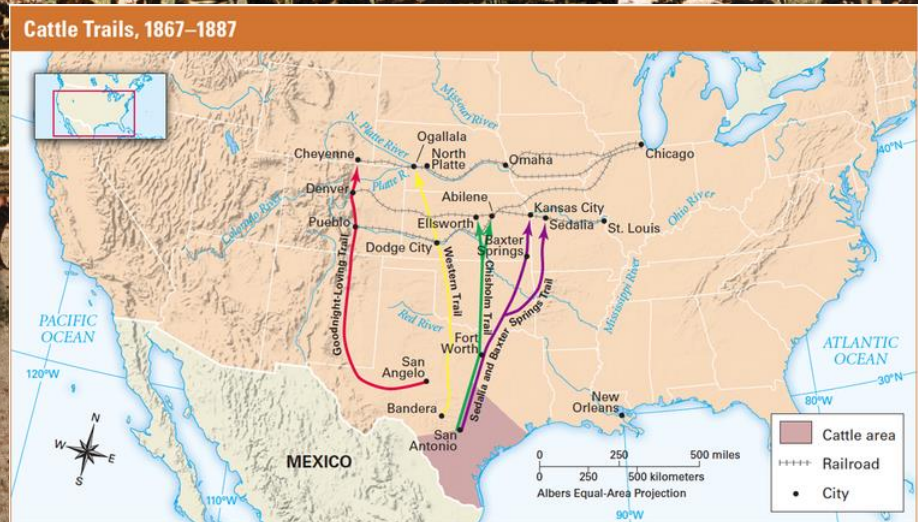 Cattle Trails, 1867–1887
Missouri River
N. Platte River
Ogallala
Cheyenne
North
Platte
Omaha
Chicago
40°N
Denver
Platte R.
Abilene
Colorado River
Pueblo
Ellsworth
Kansas City
Sedalia
St. Louis
Ohio River
Dodge City
Baxter
Springs
Goodnight-Loving Trail
Western Trail
Chisholm Trail
Sedalia and Baxter Springs Trail
Mississippi River
Red River
PACIFIC
OCEAN
Fort
Worth
ATLANTIC
OCEAN
120°W
San
Angelo
30°N
80°W
Bandera
New
Orleans
San
Antonio
N
W
E
S
MEXICO
0 250 500 miles
0 250 500 kilometers
Albers Equal-Area Projection
110°W
90°W
Cattle area
Railroad
City